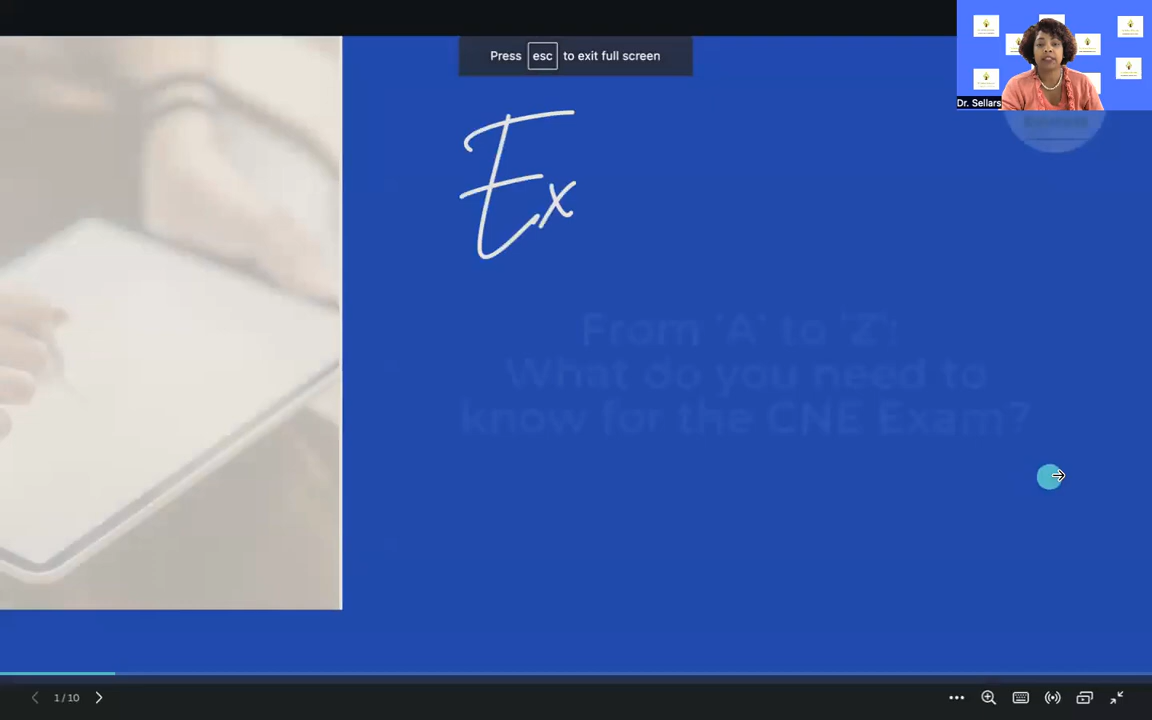 Press esc to exit full screen
Dr. Sellars
Ex
From 'A' to 'Z':
What do you need to
know for the CNE Exam?
1 / 10